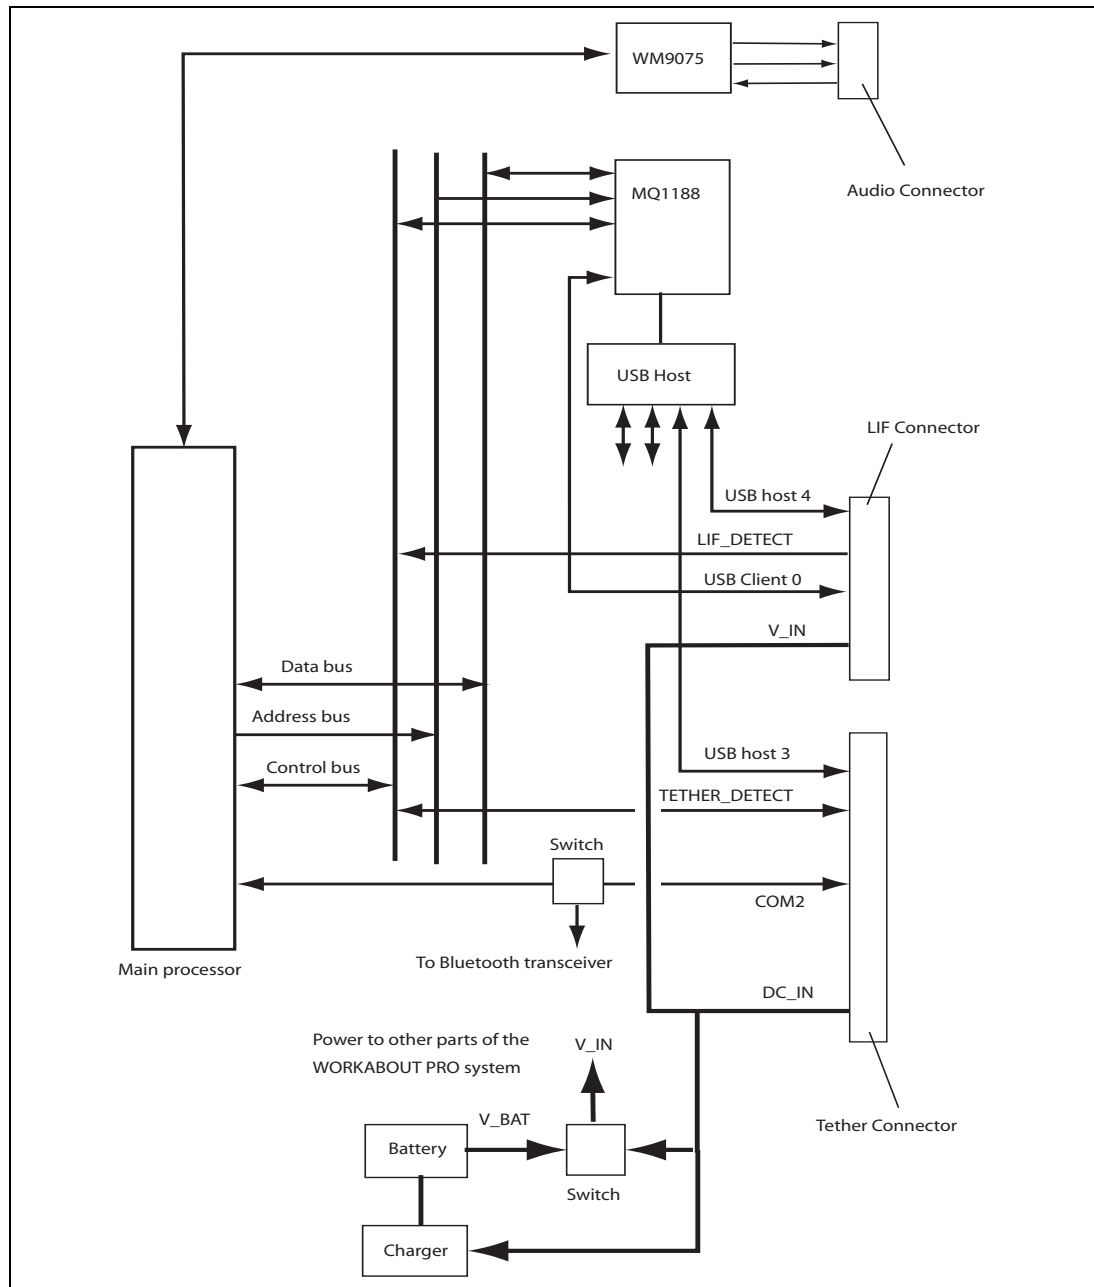 WM9075
Audio Connector
MQ1188
USB Host
LIF Connector
USB host 4
LIF_DETECT
USB Client 0
V_IN
Data bus
Address bus
Control bus
USB host 3
TETHER_DETECT
Switch
COM2
To Bluetooth transceiver
Main processor
DC_IN
Power to other parts of the
WORKABOUT PRO system
V_IN
V_BAT
Tether Connector
Battery
Switch
Charger